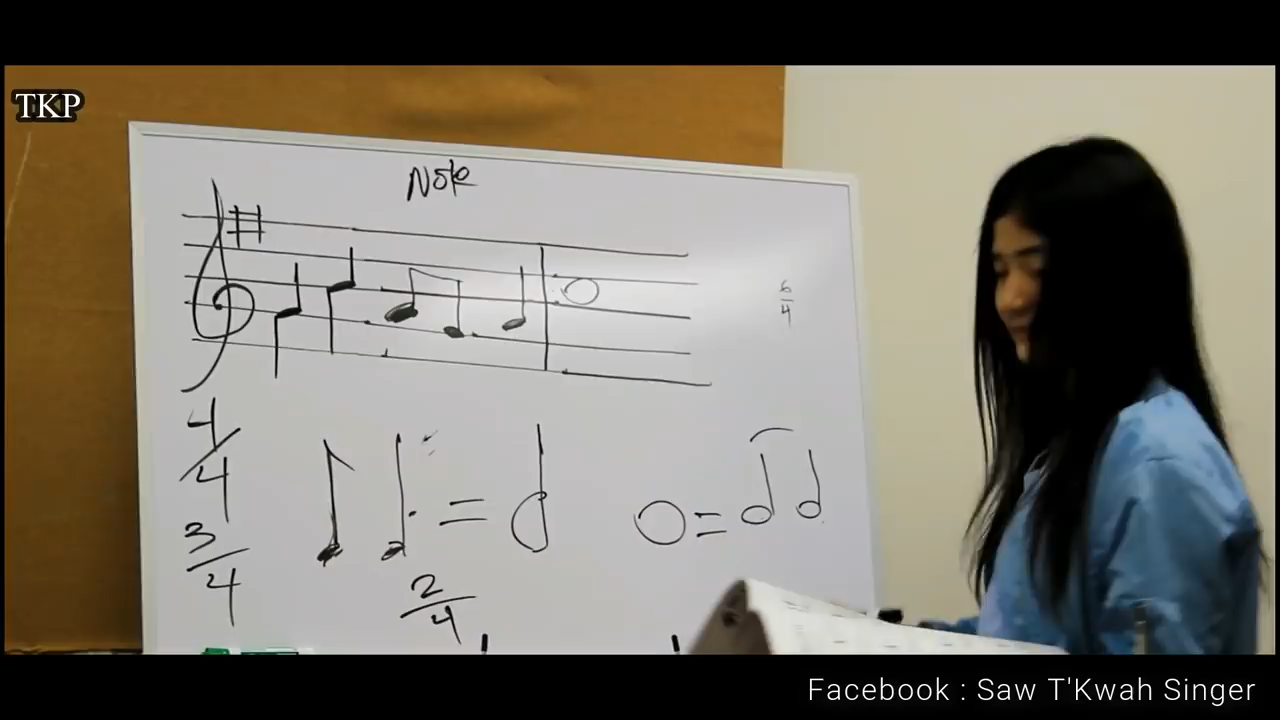 TKP
Note
6/4
4/4
3/4
=
=
2/4
Facebook : Saw T'Kwah Singer